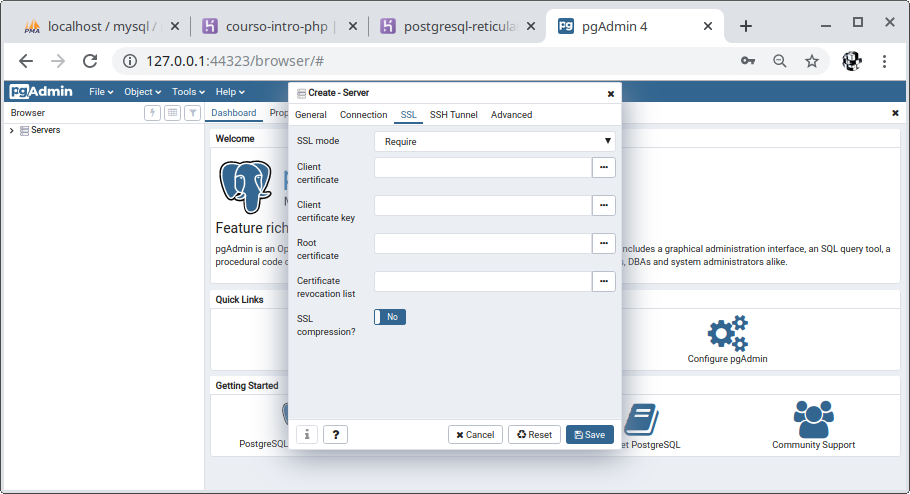 localhost / mysql /
courso-intro-php
postgresql-reticula
pgAdmin 4
127.0.0.1:44323/browser/#
pgAdmin File Object Tools Help
Browser
Servers
Dashboard Prop
Create - Server
General Connection SSL SSH Tunnel Advanced
SSL mode Require
Client
certificate
Client
certificate key
Root
certificate
Certificate
revocation list
SSL
compression?
No
i ? Cancel Reset Save
Welcome
Feature rich
pgAdmin is an Op
ncludes a graphical administration interface, an SQL query tool, a
procedural code
, DBAs and system administrators alike.
Quick Links
Configure pgAdmin
Getting Started
PostgreSQL
et PostgreSQL
Community Support